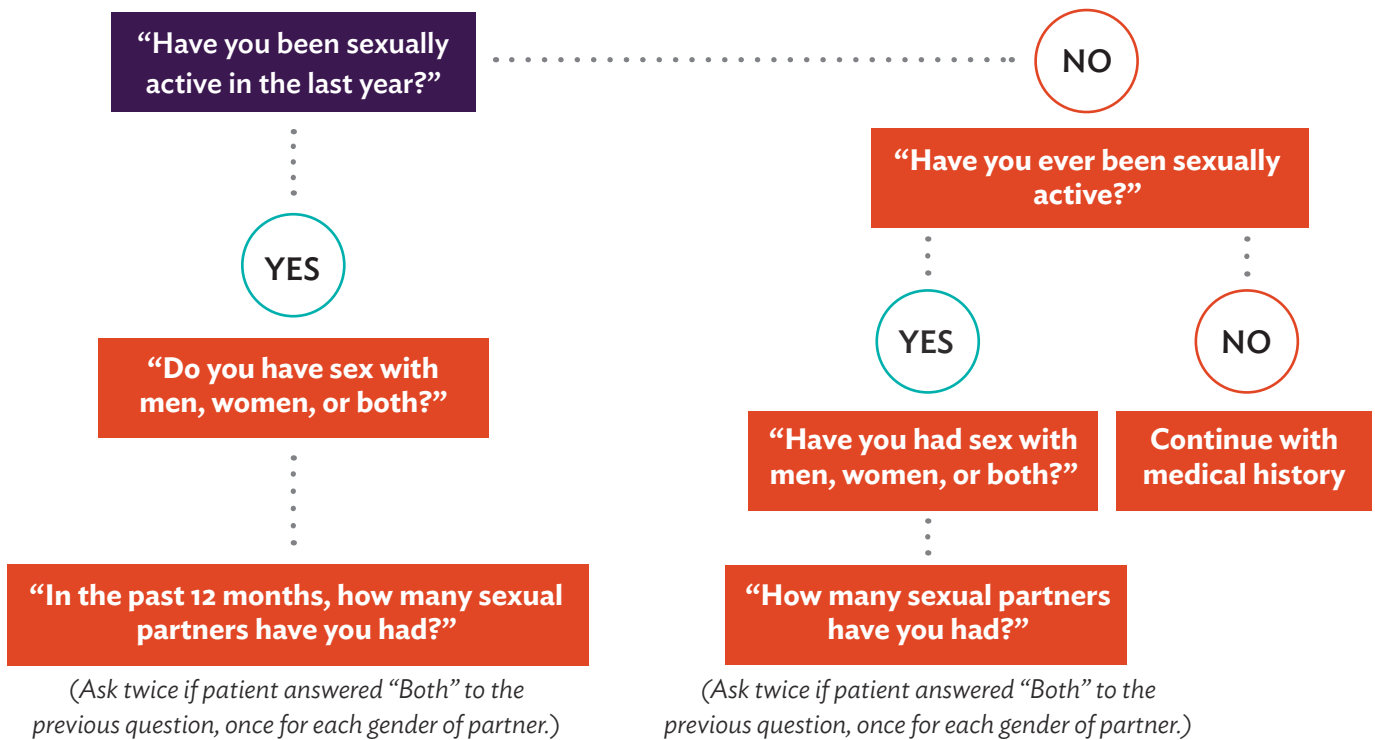 “Have you been sexually
active in the last year?”
NO
“Have you ever been sexually
active?”
YES
YES
NO
“Do you have sex with
men, women, or both?”
“Have you had sex with
men, women, or both?”
Continue with
medical history
“In the past 12 months, how many sexual
partners have you had?”
(Ask twice if patient answered “Both” to the
previous question, once for each gender of partner.)
“How many sexual partners
have you had?”
(Ask twice if patient answered “Both” to the
previous question, once for each gender of partner.)